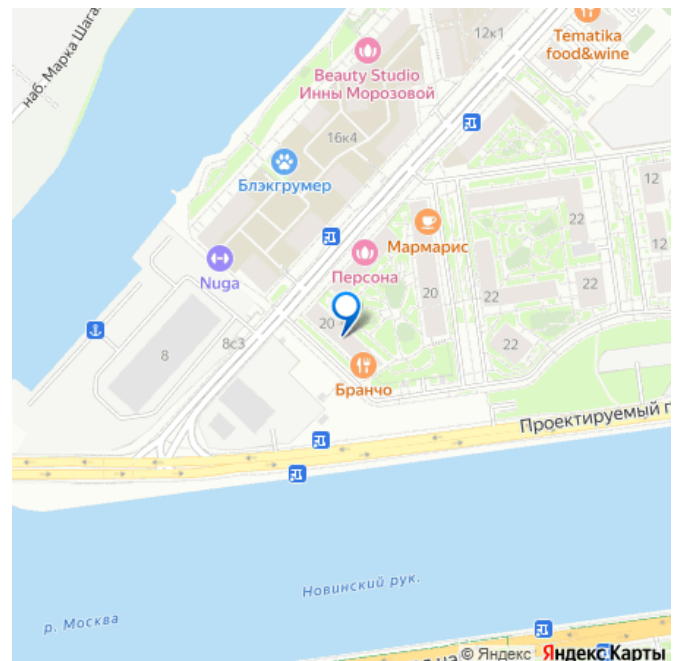 наб. Марка Шага
12к1
Tematika
food&wine
Beauty Studio
Инны Морозовой
16к4
Блэкгрумер
12
22
Мармарис
12
Nuga
Персона
20
22
22
20
8с3
8
22
Бранчо
Проектируемый п
Новинский рук.
р. Москва
© Яндекс Яндекс Карты